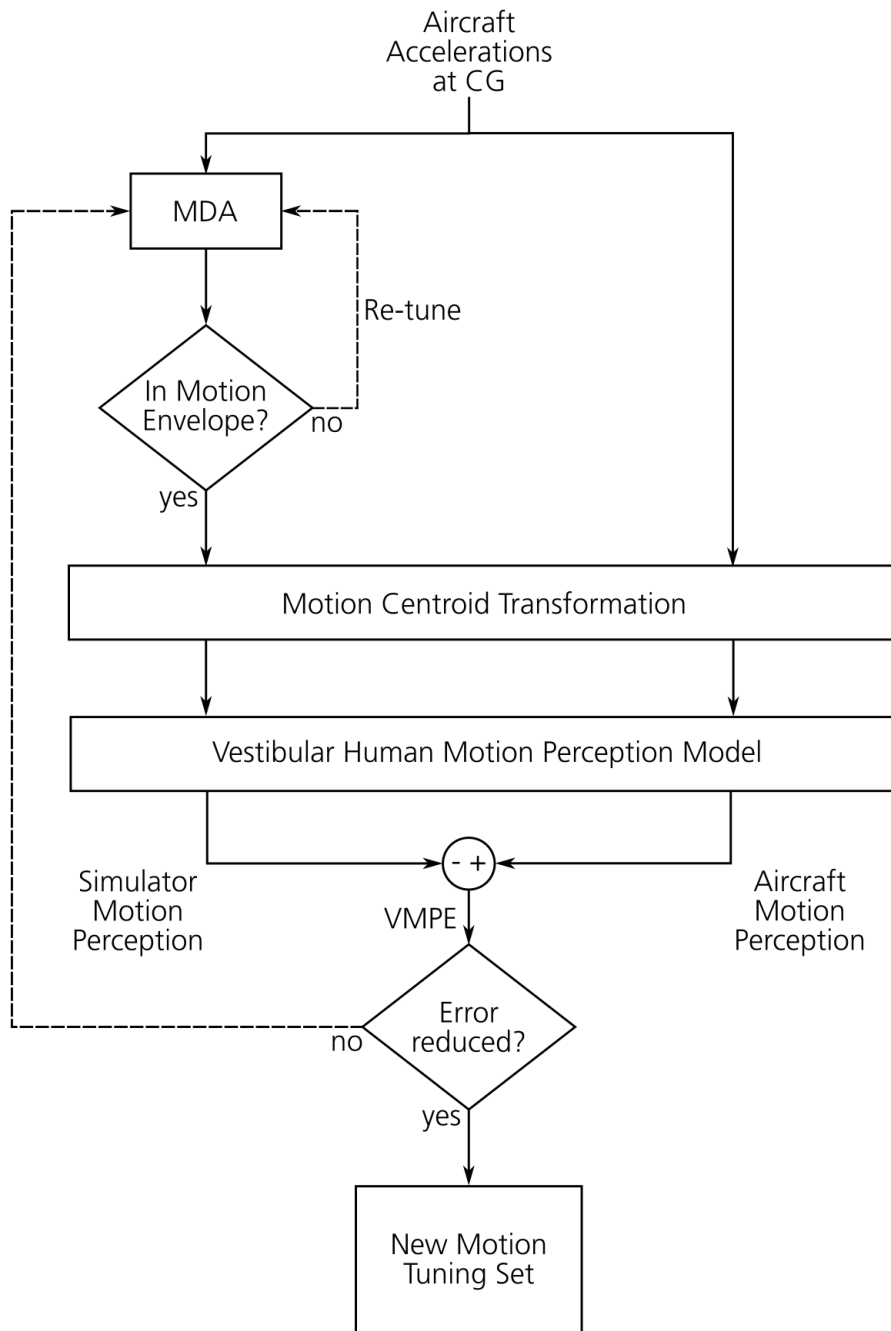 Aircraft
Accelerations
at CG
MDA
Re-tune
In Motion
Envelope?
no
yes
Motion Centroid Transformation
Vestibular Human Motion Perception Model
- +
Simulator
Motion
Perception
VMPE
Aircraft
Motion
Perception
Error
reduced?
no
yes
New Motion
Tuning Set